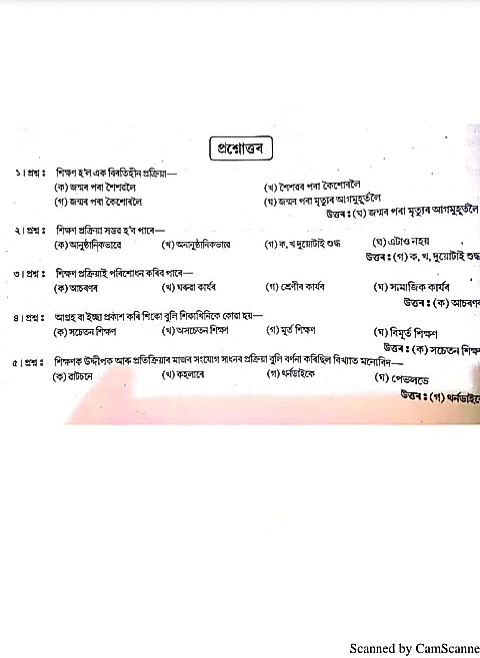 প্ৰশ্নোত্তৰ
১। প্ৰশ্ন : শিক্ষণ হ'ল এক বিৰতিহীন প্ৰক্ৰিয়া—
(ক) জন্মৰ পৰা শৈশৱলৈ (খ) শৈশৱৰ পৰা কৈশোৰলৈ
(গ) জন্মৰ পৰা কৈশোৰলৈ (ঘ) জন্মৰ পৰা মৃত্যুৰ আগমুহূৰ্তলৈ
উত্তৰ : (ঘ) জন্মৰ পৰা মৃত্যুৰ আগমুহূৰ্তলৈ
২। প্ৰশ্ন : শিক্ষণ প্ৰক্ৰিয়া সম্ভৱ হ'ব পাৰে—
(ক) আনুষ্ঠানিকভাবে (খ) অনানুষ্ঠানিকভাবে (গ) ক, খ দুয়োটাই শুদ্ধ (ঘ) এটাও নহয়
উত্তৰ : (গ) ক, খ, দুয়োটাই শুদ্ধ
৩। প্ৰশ্ন : শিক্ষণ প্ৰক্ৰিয়াই পৰিশোধন কৰিব পাৰে—
(ক) আচৰণৰ (খ) ঘৰুৱা কাৰ্যৰ (গ) শ্ৰেণীৰ কাৰ্যৰ (ঘ) সামাজিক কাৰ্যৰ
উত্তৰ : (ক) আচৰণৰ
৪। প্ৰশ্ন : আগ্ৰহ বা ইচ্ছা প্ৰকাশ কৰি শিকো বুলি শিকাখিনিকে কোৱা হয়—
(ক) সচেতন শিক্ষণ (খ) অসচেতন শিক্ষণ (গ) মূৰ্ত শিক্ষণ (ঘ) বিমূৰ্ত শিক্ষণ
উত্তৰ : (ক) সচেতন শিক্ষণ
৫। প্ৰশ্ন : শিক্ষণক উদ্দীপক আৰু প্ৰতিক্ৰিয়াৰ মাজৰ সংযোগ সাধনৰ প্ৰক্ৰিয়া বুলি বৰ্ণনা কৰিছিল বিখ্যাত মনোবিদ—
(ক) ৱাটচনে (খ) কহলাৰে (গ) থৰ্নডাইকে (ঘ) পেভলভে
উত্তৰ : (গ) থৰ্নডাইকে
Scanned by CamScanne